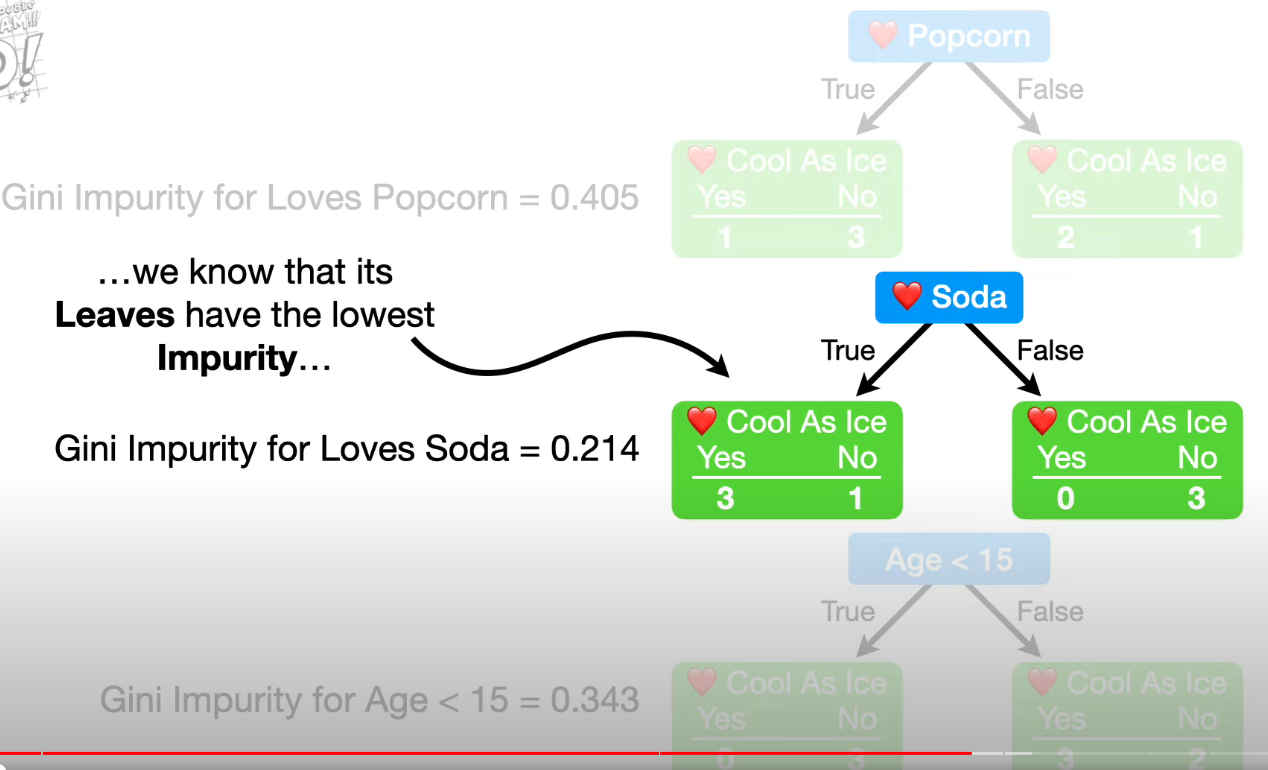 AM!!!
❤️ Popcorn
True False
❤️ Cool As Ice
Yes No
1 3
❤️ Cool As Ice
Yes No
2 1
Gini Impurity for Loves Popcorn = 0.405
…we know that its
Leaves have the lowest
Impurity…
❤️ Soda
True False
❤️ Cool As Ice
Yes No
3 1
❤️ Cool As Ice
Yes No
0 3
Gini Impurity for Loves Soda = 0.214
Age < 15
True False
❤️ Cool As Ice
Yes No
0
❤️ Cool As Ice
Yes No
3 2
Gini Impurity for Age < 15 = 0.343